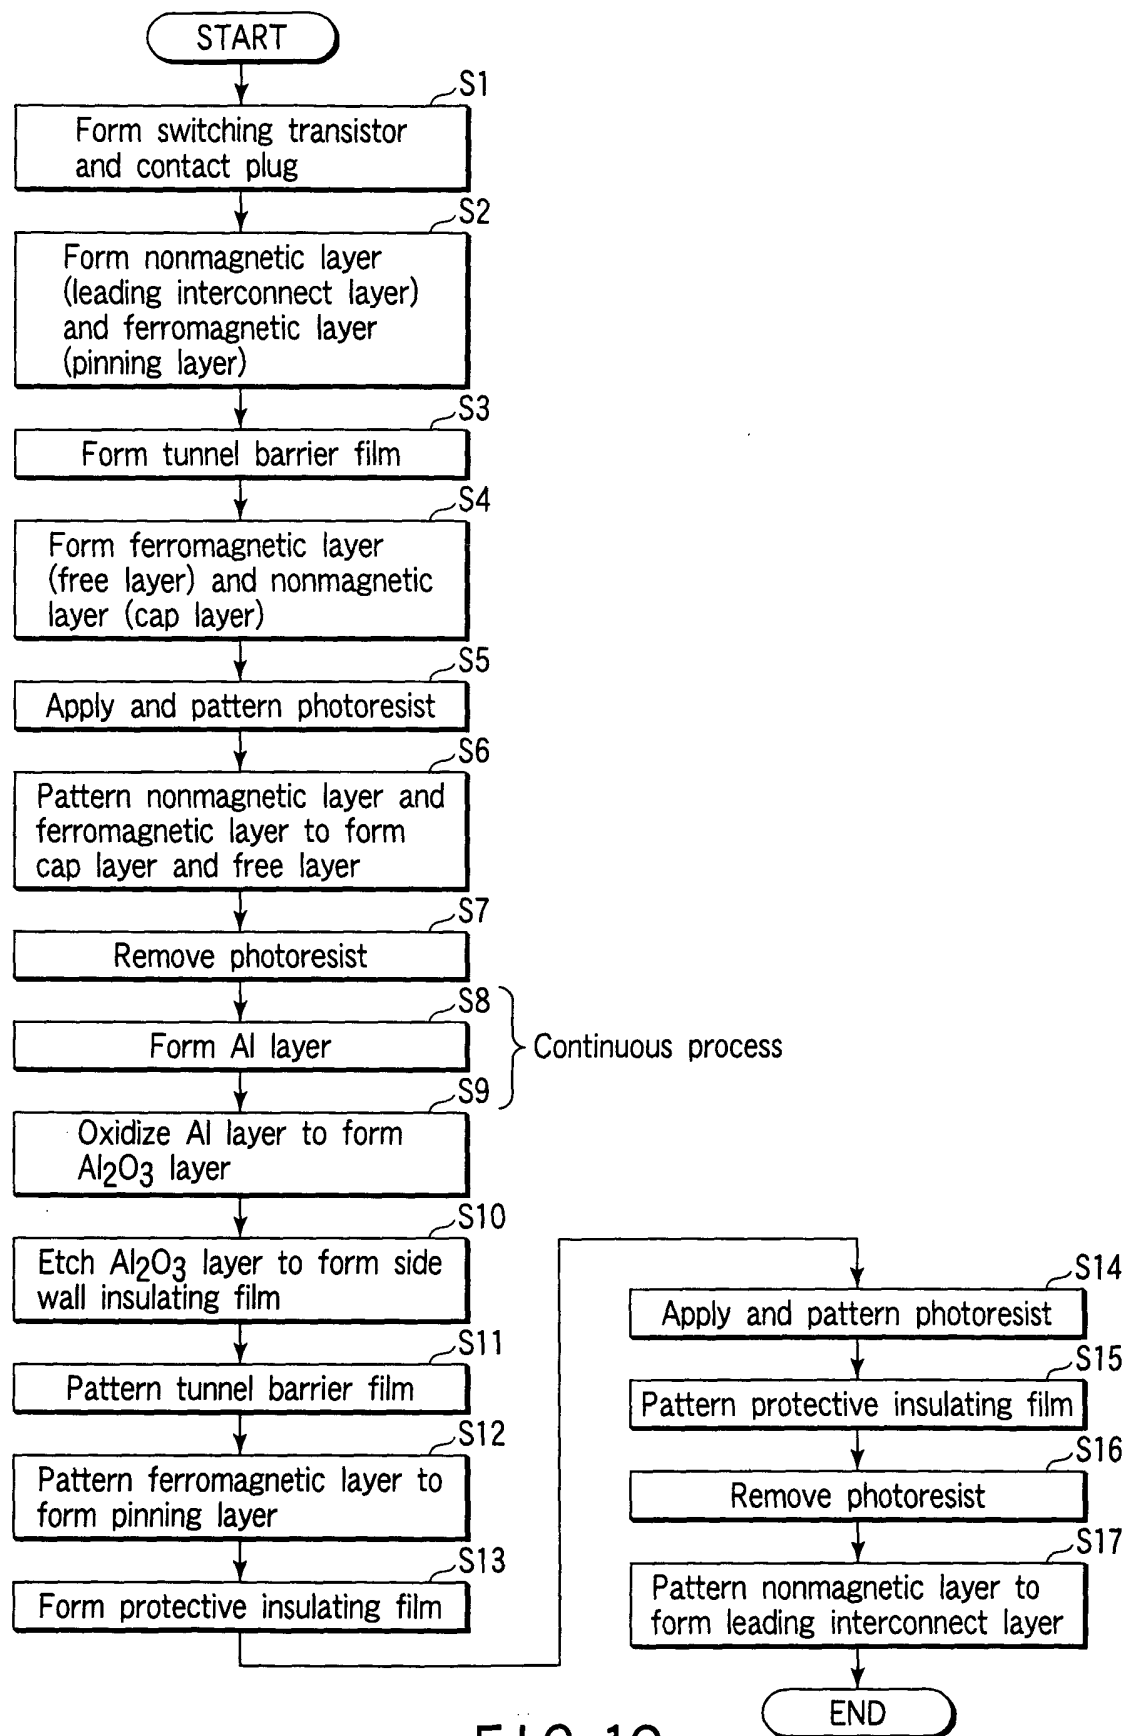 START
S1
Form switching transistor
and contact plug
S2
Form nonmagnetic layer
(leading interconnect layer)
and ferromagnetic layer
(pinning layer)
S3
Form tunnel barrier film
S4
Form ferromagnetic layer
(free layer) and nonmagnetic
layer (cap layer)
S5
Apply and pattern photoresist
S6
Pattern nonmagnetic layer and
ferromagnetic layer to form
cap layer and free layer
S7
Remove photoresist
S8
Form Al layer
Continuous process
S9
Oxidize Al layer to form
Al2O3 layer
S10
Etch Al2O3 layer to form side
wall insulating film
S11
Pattern tunnel barrier film
S12
Pattern ferromagnetic layer to
form pinning layer
S13
Form protective insulating film
S14
Apply and pattern photoresist
S15
Pattern protective insulating film
S16
Remove photoresist
S17
Pattern nonmagnetic layer to
form leading interconnect layer
END